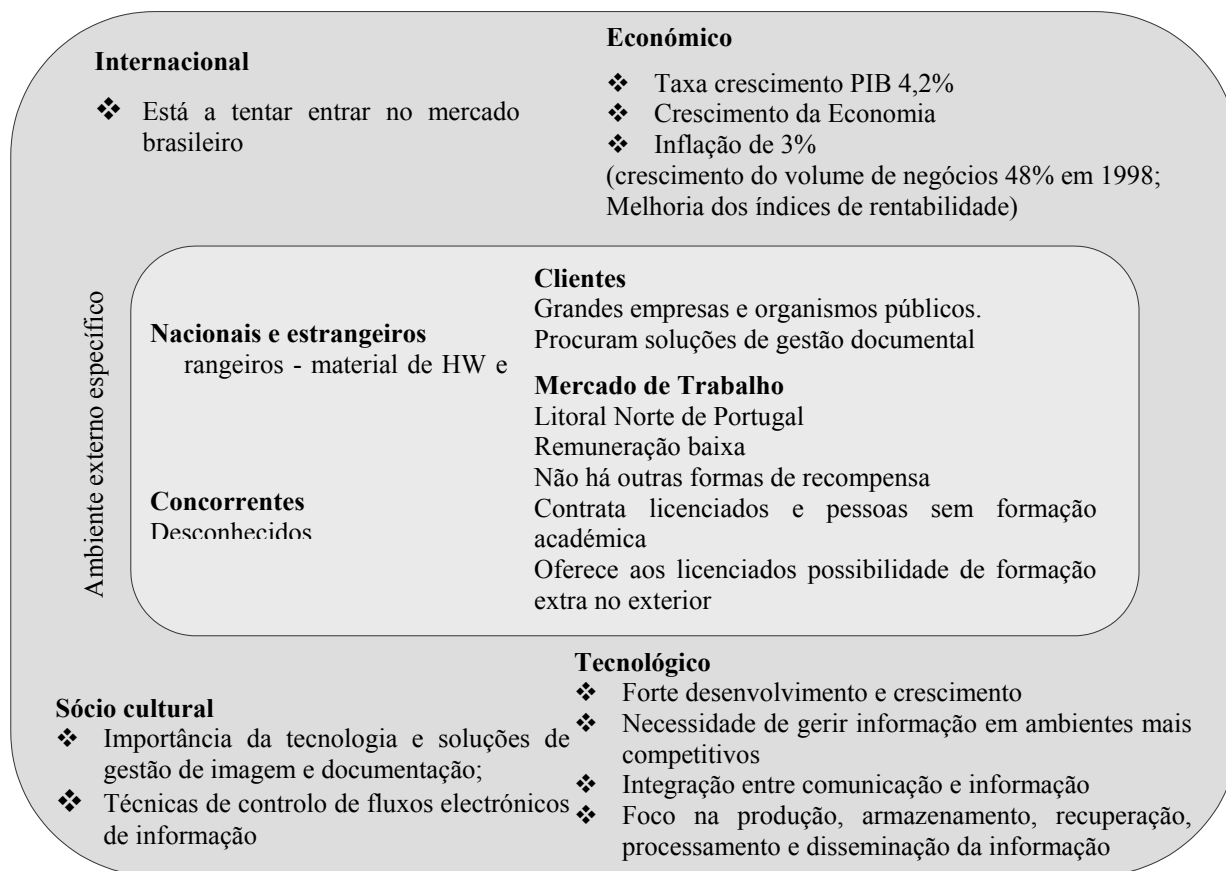 Internacional
❖ Está a tentar entrar no mercado
brasileiro
Económico
❖ Taxa crescimento PIB 4,2%
❖ Crescimento da Economia
❖ Inflação de 3%
(crescimento do volume de negócios 48% em 1998;
Melhoria dos índices de rentabilidade)
Ambiente externo específico
Nacionais e estrangeiros
rangeiros - material de HW e
Concorrentes
Desconhecidos
Clientes
Grandes empresas e organismos públicos.
Procuram soluções de gestão documental
Mercado de Trabalho
Litoral Norte de Portugal
Remuneração baixa
Não há outras formas de recompensa
Contrata licenciados e pessoas sem formação
académica
Oferece aos licenciados possibilidade de formação
extra no exterior
Sócio cultural
❖ Importância da tecnologia e soluções de
gestão de imagem e documentação;
❖ Técnicas de controlo de fluxos electrónicos
de informação
Tecnológico
❖ Forte desenvolvimento e crescimento
❖ Necessidade de gerir informação em ambientes mais
competitivos
❖ Integração entre comunicação e informação
❖ Foco na produção, armazenamento, recuperação,
processamento e disseminação da informação